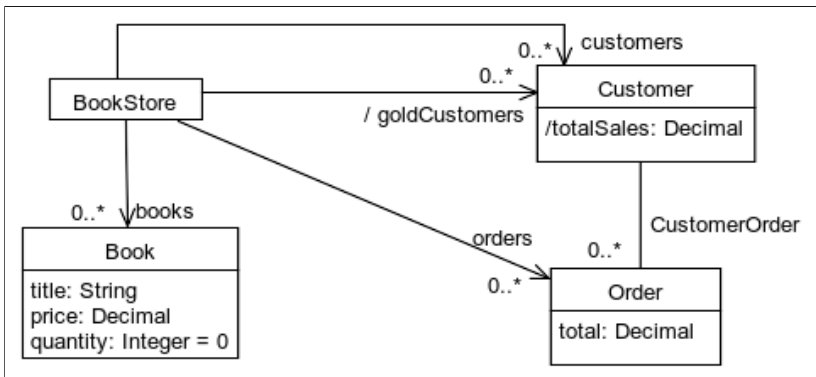 customers
0..*
0..*
BookStore
Customer
/ goldCustomers
/totalSales: Decimal
0..*
books
CustomerOrder
Book
orders
0..*
0..*
Order
title: String
price: Decimal
quantity: Integer = 0
total: Decimal